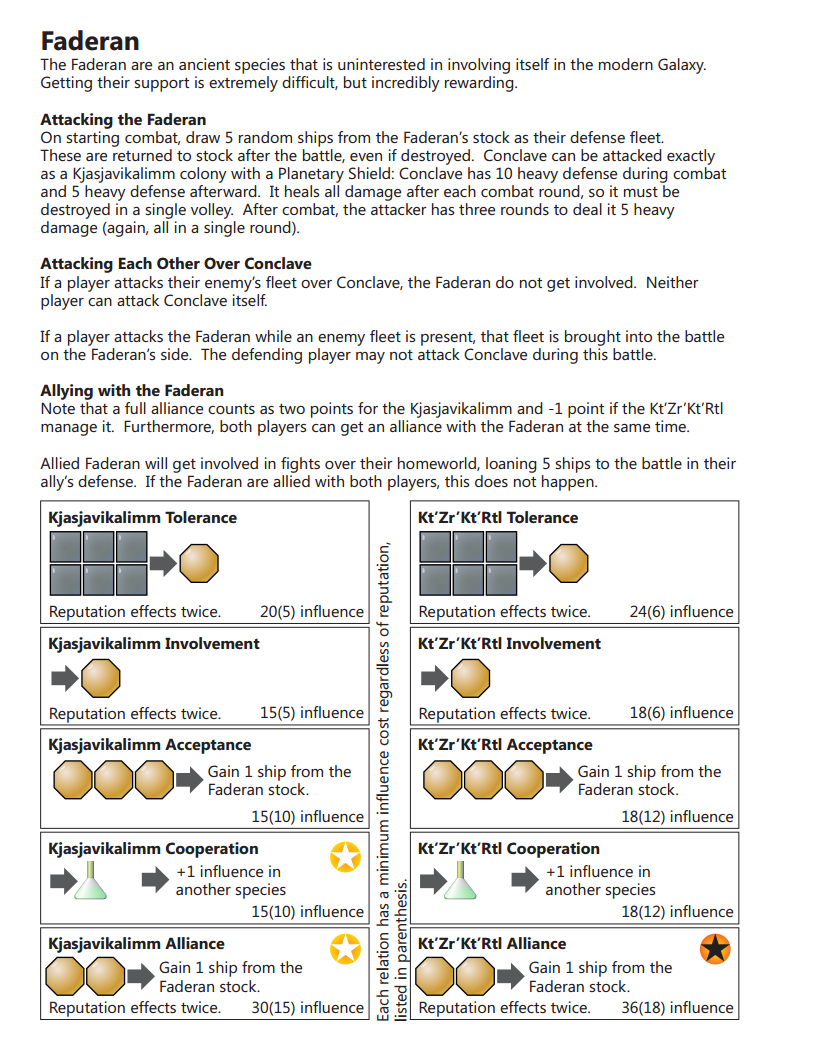 Faderan
The Faderan are an ancient species that is uninterested in involving itself in the modern Galaxy.
Getting their support is extremely difficult, but incredibly rewarding.
Attacking the Faderan
On starting combat, draw 5 random ships from the Faderan's stock as their defense fleet.
These are returned to stock after the battle, even if destroyed.  Conclave can be attacked exactly
as a Kjasjavikalimm colony with a Planetary Shield: Conclave has 10 heavy defense during combat
and 5 heavy defense afterward.  It heals all damage after each combat round, so it must be
destroyed in a single volley.  After combat, the attacker has three rounds to deal it 5 heavy
damage (again, all in a single round).
Attacking Each Other Over Conclave
If a player attacks their enemy's fleet over Conclave, the Faderan do not get involved.  Neither
player can attack Conclave itself.
If a player attacks the Faderan while an enemy fleet is present, that fleet is brought into the battle
on the Faderan's side.  The defending player may not attack Conclave during this battle.
Allying with the Faderan
Note that a full alliance counts as two points for the Kjasjavikalimm and -1 point if the Kt'Zr'Kt'Rtl
manage it.  Furthermore, both players can get an alliance with the Faderan at the same time.
Allied Faderan will get involved in fights over their homeworld, loaning 5 ships to the battle in their
ally's defense.  If the Faderan are allied with both players, this does not happen.
Kjasjavikalimm Tolerance
Reputation effects twice. 20(5) influence
Kjasjavikalimm Involvement
Reputation effects twice. 15(5) influence
Kjasjavikalimm Acceptance
Gain 1 ship from the
Faderan stock.
15(10) influence
Kjasjavikalimm Cooperation
+1 influence in
another species
15(10) influence
Kjasjavikalimm Alliance
Gain 1 ship from the
Faderan stock.
Reputation effects twice. 30(15) influence
Each relation has a minimum influence cost regardless of reputation,
listed in parenthesis.
Kt'Zr'Kt'Rtl Tolerance
Reputation effects twice. 24(6) influence
Kt'Zr'Kt'Rtl Involvement
Reputation effects twice. 18(6) influence
Kt'Zr'Kt'Rtl Acceptance
Gain 1 ship from the
Faderan stock.
18(12) influence
Kt'Zr'Kt'Rtl Cooperation
+1 influence in
another species
18(12) influence
Kt'Zr'Kt'Rtl Alliance
Gain 1 ship from the
Faderan stock.
Reputation effects twice. 36(18) influence